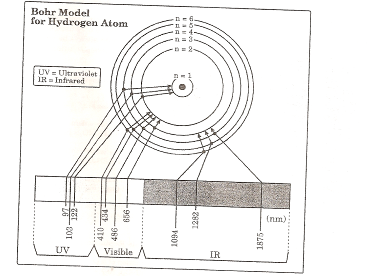 Bohr Model
for Hydrogen Atom
n = 6
n = 5
n = 4
n = 3
n = 2
n = 1
UV = Ultraviolet
IR = Infrared
97
103
122
410
434
486
656
1094
1282
1875
(nm)
UV
Visible
IR